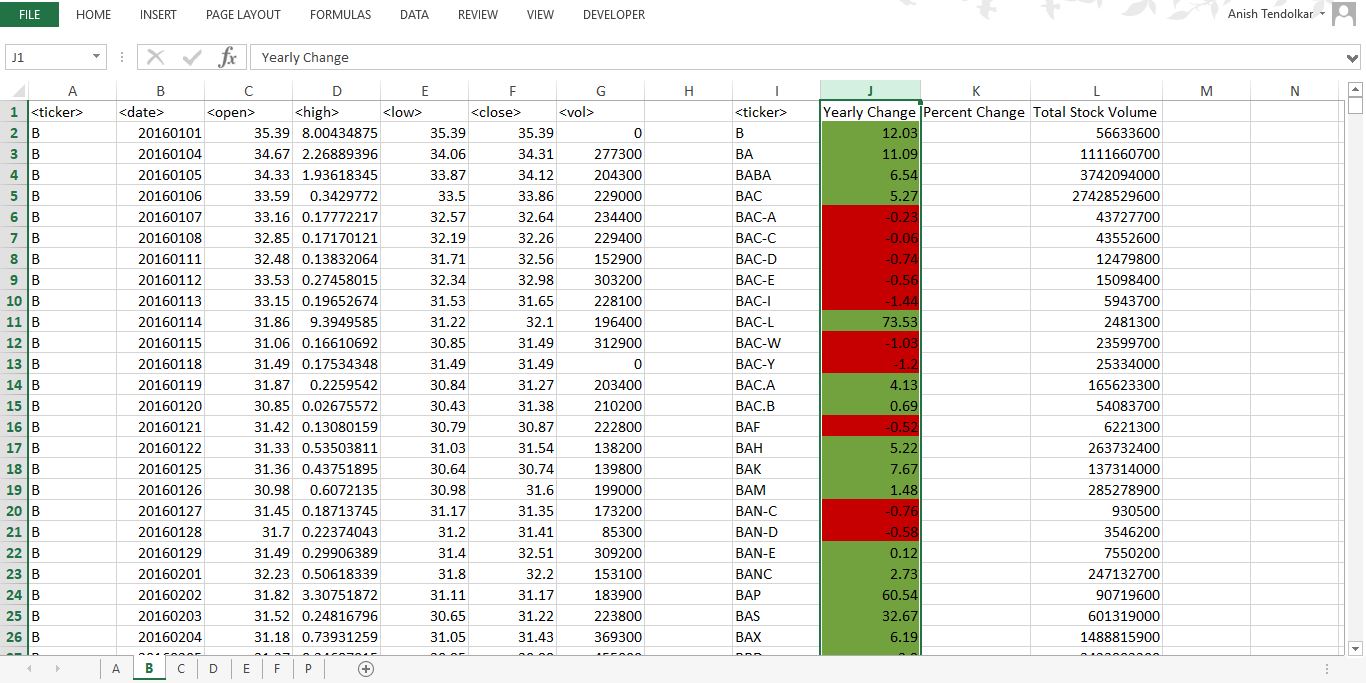 FILE HOME INSERT PAGE LAYOUT FORMULAS DATA REVIEW VIEW DEVELOPER Anish Tendolkar
J1 fx Yearly Change
A B C D E F G H I J K L M N
1 <ticker> <date> <open> <high> <low> <close> <vol> <ticker> Yearly Change Percent Change Total Stock Volume
2 B 20160101 35.39 8.00434875 35.39 35.39 0 B 12.03 56633600
3 B 20160104 34.67 2.26889396 34.06 34.31 277300 BA 11.09 1111660700
4 B 20160105 34.33 1.93618345 33.87 34.12 204300 BABA 6.54 3742094000
5 B 20160106 33.59 0.3429772 33.5 33.86 229000 BAC 5.27 27428529600
6 B 20160107 33.16 0.17772217 32.57 32.64 234400 BAC-A -0.23 43727700
7 B 20160108 32.85 0.17170121 32.19 32.26 229400 BAC-C -0.06 43552600
8 B 20160111 32.48 0.13832064 31.71 32.56 152900 BAC-D -0.74 12479800
9 B 20160112 33.53 0.27458015 32.34 32.98 303200 BAC-E -0.56 15098400
10 B 20160113 33.15 0.19652674 31.53 31.65 228100 BAC-I -1.44 5943700
11 B 20160114 31.86 9.3949585 31.22 32.1 196400 BAC-L 73.53 2481300
12 B 20160115 31.06 0.16610692 30.85 31.49 312900 BAC-W -1.03 23599700
13 B 20160118 31.49 0.17534348 31.49 31.49 0 BAC-Y -1.2 25334000
14 B 20160119 31.87 0.2259542 30.84 31.27 203400 BAC.A 4.13 165623300
15 B 20160120 30.85 0.02675572 30.43 31.38 210200 BAC.B 0.69 54083700
16 B 20160121 31.42 0.13080159 30.79 30.87 222800 BAF -0.52 6221300
17 B 20160122 31.33 0.53503811 31.03 31.54 138200 BAH 5.22 263732400
18 B 20160125 31.36 0.43751895 30.64 30.74 139800 BAK 7.67 137314000
19 B 20160126 30.98 0.6072135 30.98 31.6 199000 BAM 1.48 285278900
20 B 20160127 31.45 0.18713745 31.17 31.35 173200 BAN-C -0.76 930500
21 B 20160128 31.7 0.22374043 31.2 31.41 85300 BAN-D -0.58 3546200
22 B 20160129 31.49 0.29906389 31.4 32.51 309200 BAN-E 0.12 7550200
23 B 20160201 32.23 0.50618339 31.8 32.2 153100 BANC 2.73 247132700
24 B 20160202 31.82 3.30751872 31.11 31.17 183900 BAP 60.54 90719600
25 B 20160203 31.52 0.24816796 30.65 31.22 223800 BAS 32.67 601319000
26 B 20160204 31.18 0.73931259 31.05 31.43 369300 BAX 6.19 1488815900
A B C D E F P